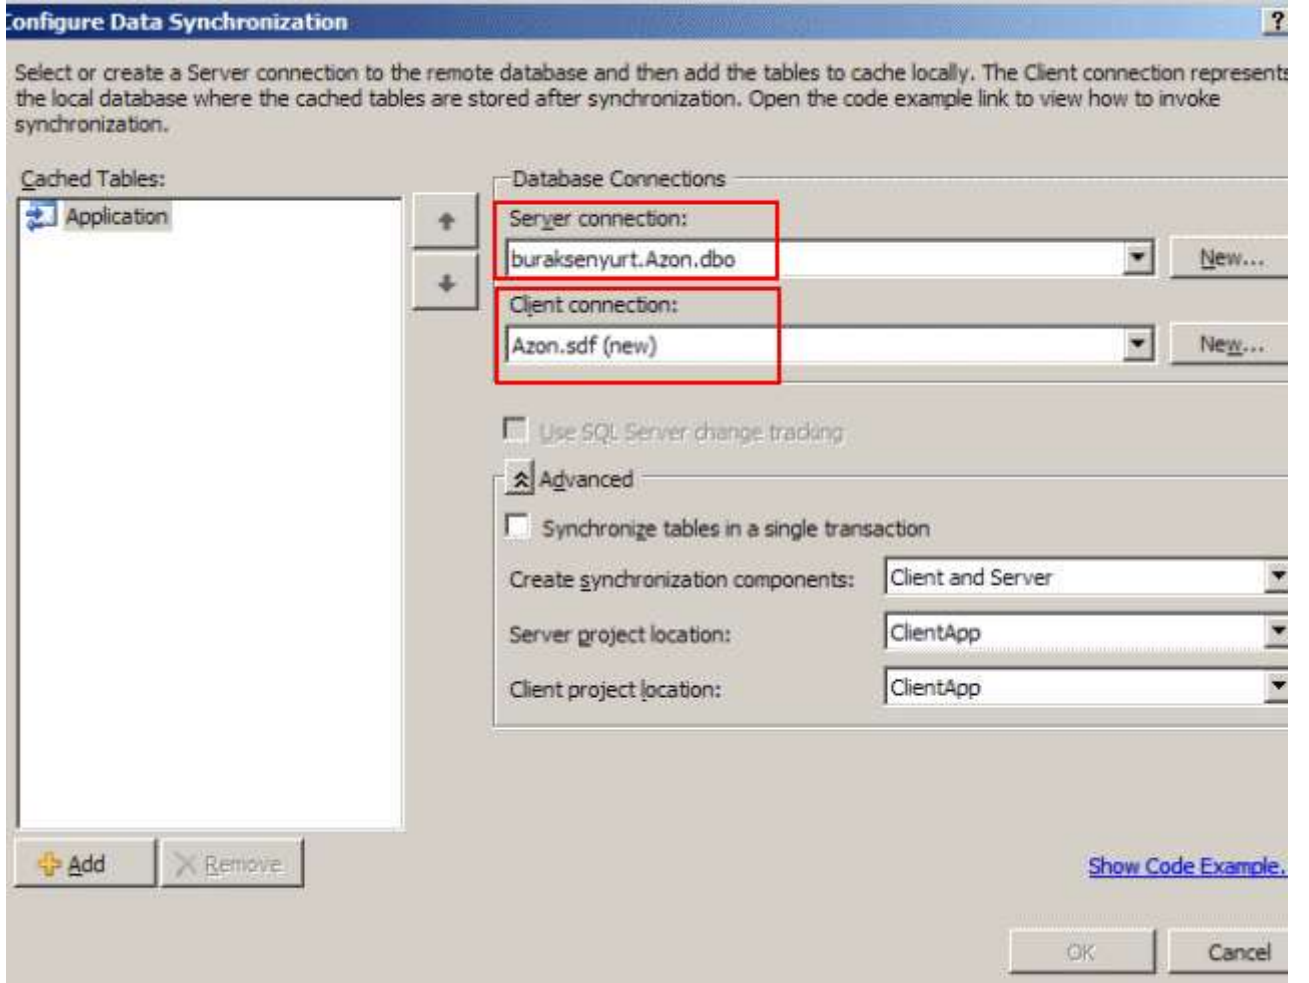 Configure Data Synchronization
?
Select or create a Server connection to the remote database and then add the tables to cache locally. The Client connection represents
the local database where the cached tables are stored after synchronization. Open the code example link to view how to invoke
synchronization.
Cached Tables:
Application
Database Connections
Server connection:
buraksenyurt.Azon.dbo
New...
Client connection:
Azon.sdf (new)
New...
Use SQL Server change tracking
Advanced
Synchronize tables in a single transaction
Create synchronization components:
Client and Server
Server project location:
ClientApp
Client project location:
ClientApp
Add
Remove
Show Code Example.
OK
Cancel